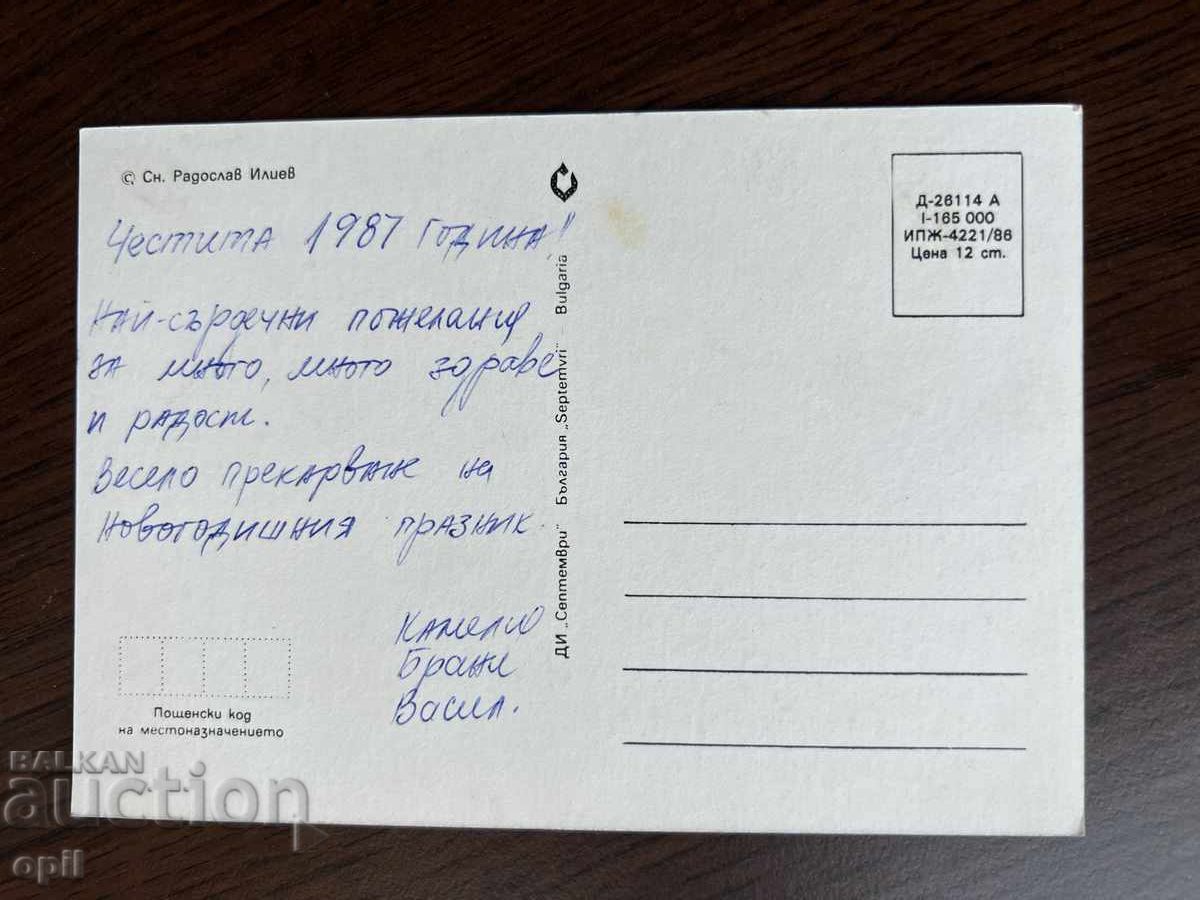 © Сн. Радослав Илиев
Честита 1987 година!!
Най-сърдечни пожелания
за много, много здраве
и радост.
Весело прекарване на
Новогодишния празник.
Камелия
Васил.
Пощенски код
на местоназначението
ДИ „Септември" България „Septemvri" Bulgaria
Д-26114 А
I-165 000
ИПЖ-4221/86
Цена 12 ст.
BALKAN
auction
opil